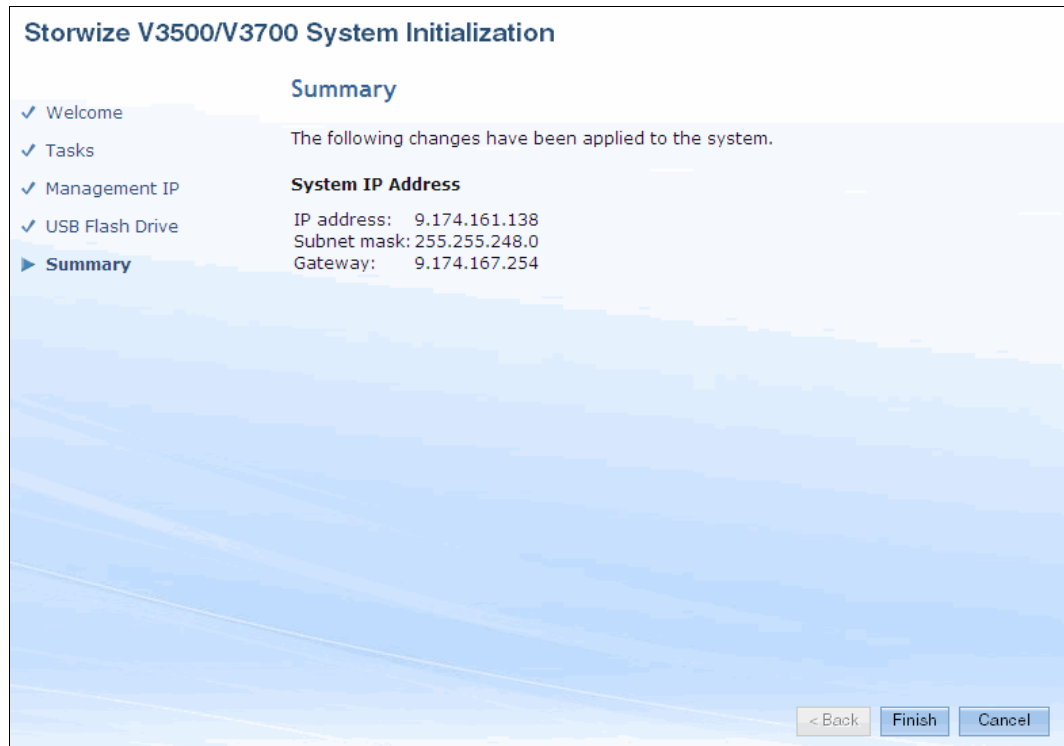 Storwize V3500/V3700 System Initialization
Welcome
Tasks
Management IP
USB Flash Drive
Summary
Summary
The following changes have been applied to the system.
System IP Address
IP address: 9.174.161.138
Subnet mask: 255.255.248.0
Gateway: 9.174.167.254
< Back Finish Cancel